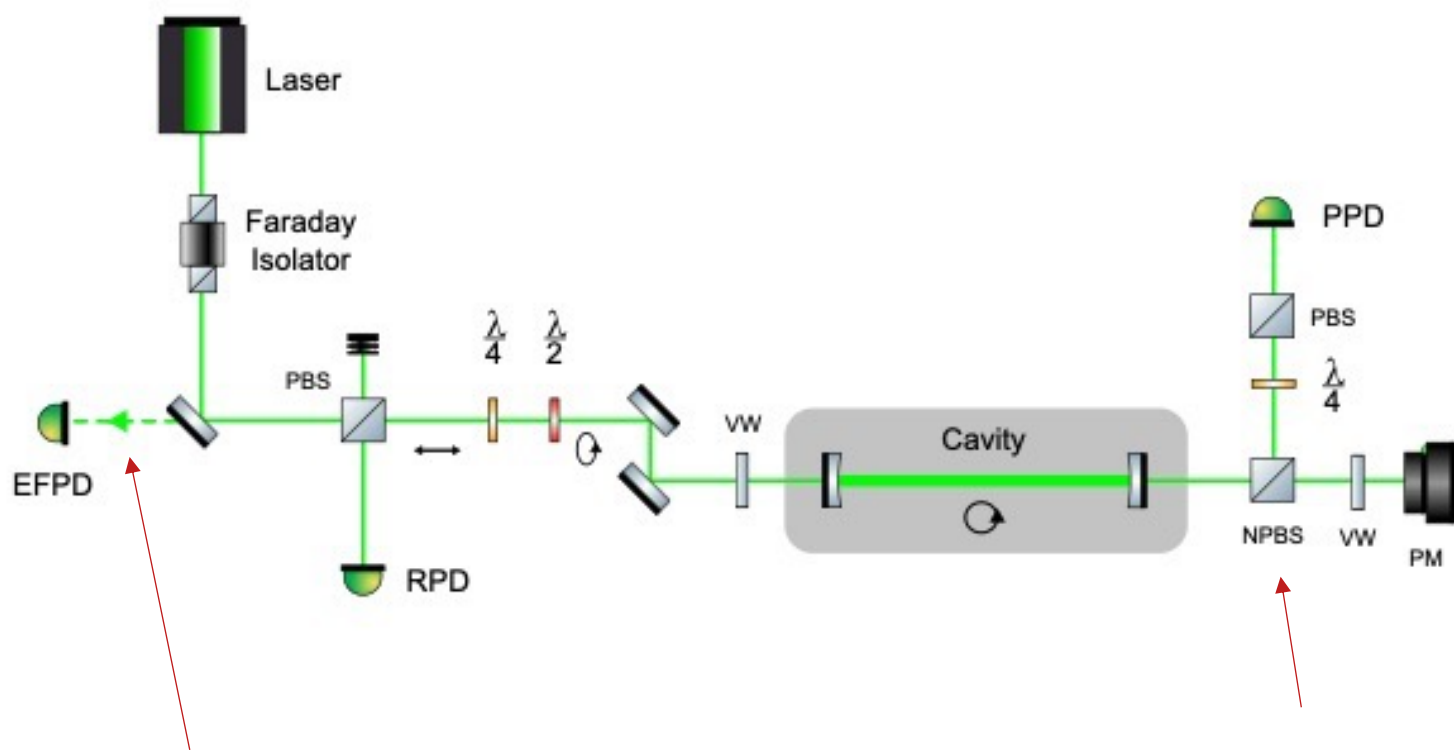 Laser
Faraday
Isolator
PPD
PBS
λ/4
λ/2
PBS
λ/4
VW
Cavity
EFPD
NPBS
VW
PM
RPD